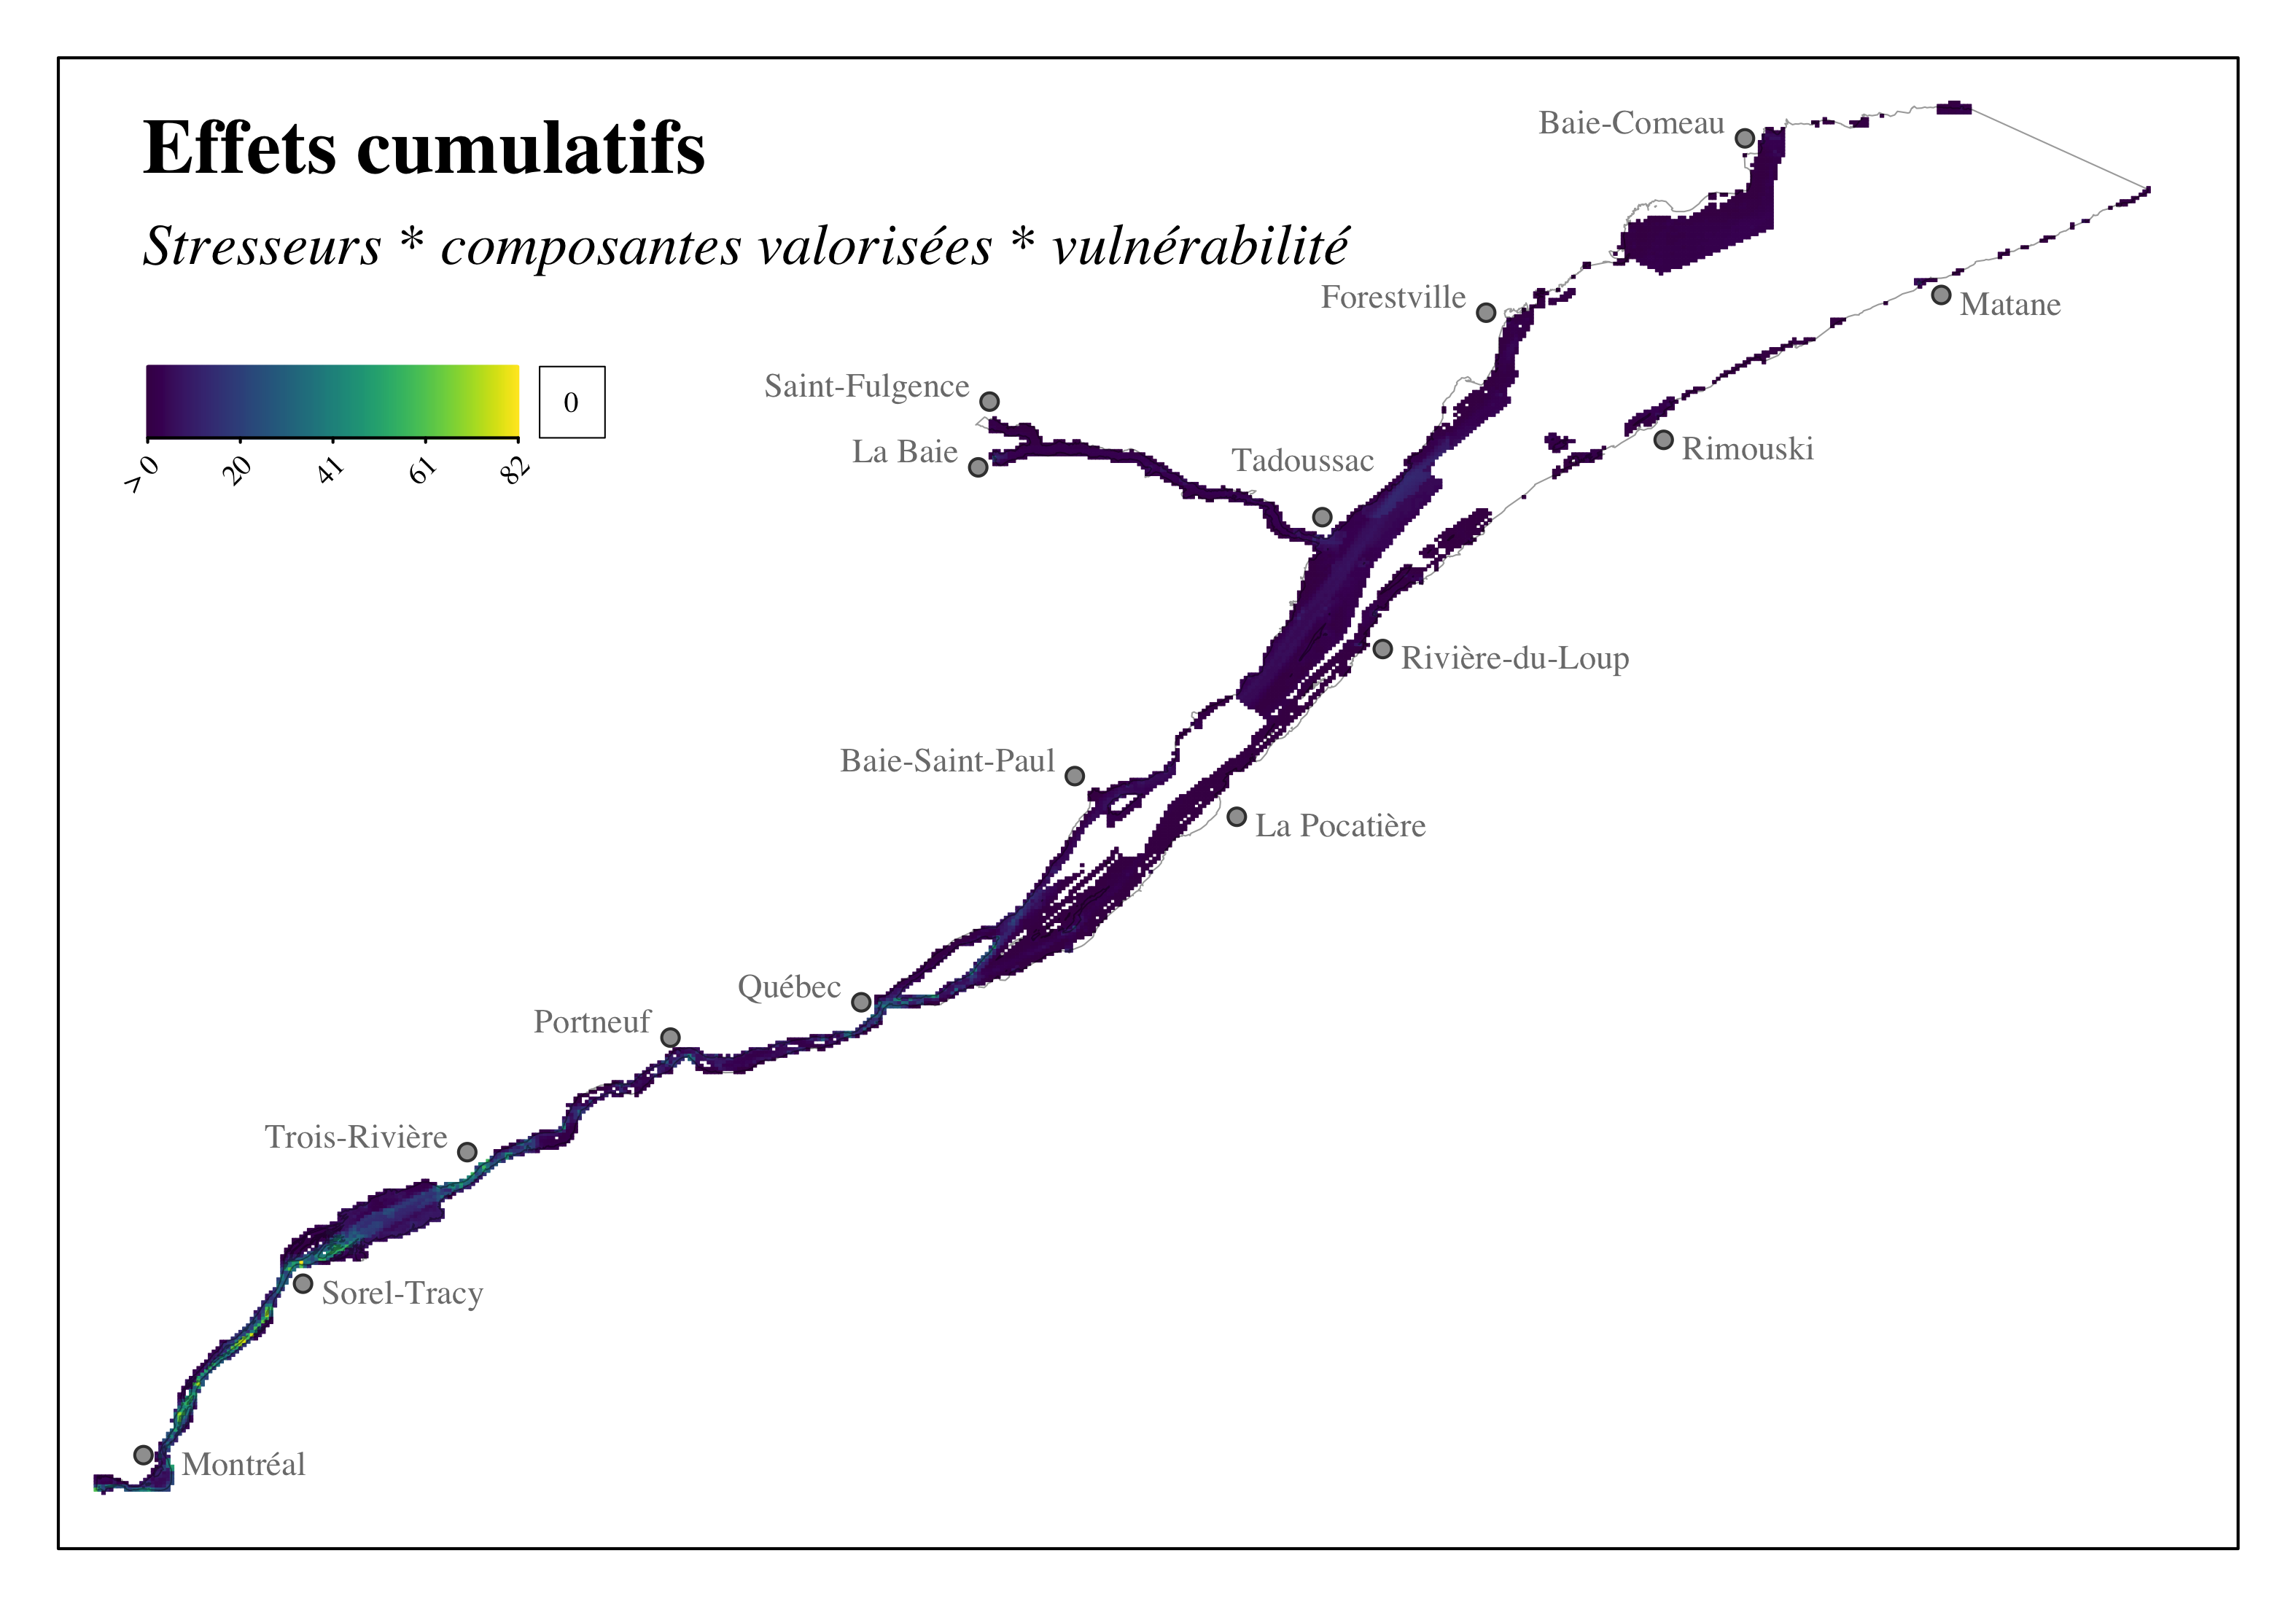 Effets cumulatifs
Stresseurs * composantes valorisées * vulnérabilité
> 0
20
41
61
82
0
Baie-Comeau
Forestville
Matane
Saint-Fulgence
La Baie
Tadoussac
Rimouski
Rivière-du-Loup
Baie-Saint-Paul
La Pocatière
Québec
Portneuf
Trois-Rivière
Sorel-Tracy
Montréal